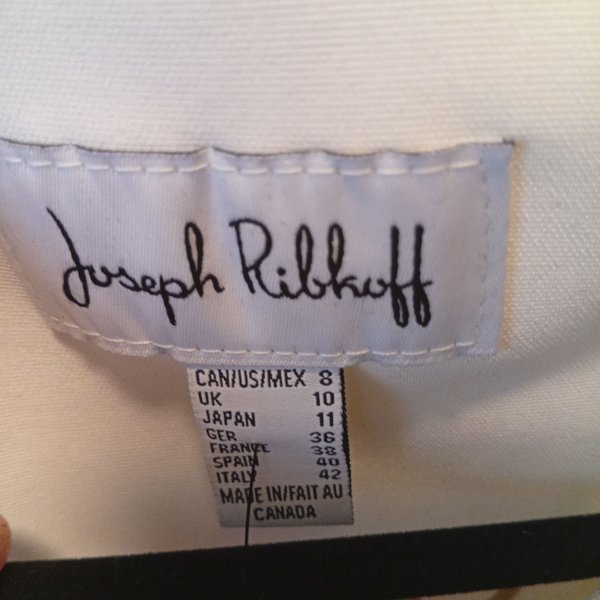 Joseph Ribkoff
CAN/US/MEX 8
UK 10
JAPAN 11
GER 36
FRANCE 38
SPAIN 40
ITALY 42
MADE IN/FAIT AU
CANADA